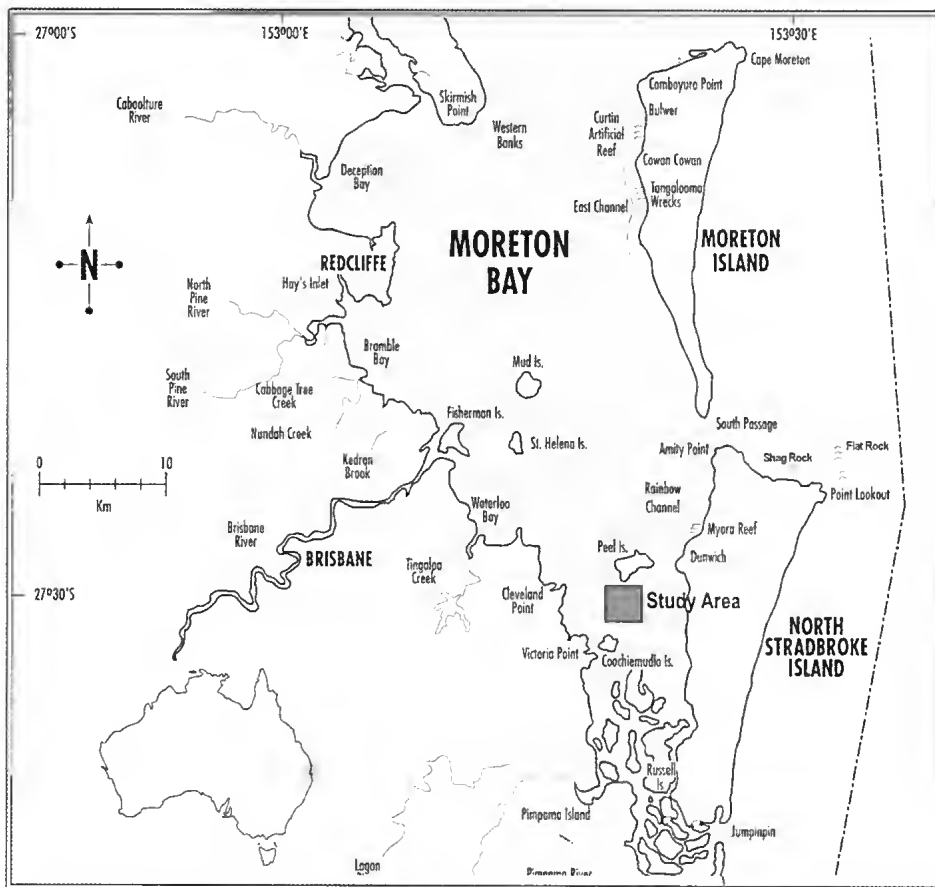 27°00'S
153°00'E
153°30'E
Cape Moreton
Comboyuro Point
Skirmish
Point
Caboolture
River
Bulwer
Curtin
Artificial
Reef
Western
Banks
Cowan Cowan
Deception
Bay
Tangalooma
Wrecks
East Channel
MORETON
BAY
MORETON
ISLAND
N
REDCLIFFE
Hay's Inlet
North
Pine
River
Bramble
Bay
Mud Is.
South
Pine
River
Cabbage Tree
Creek
Fisherman Is.
South Passage
Nundah Creek
St. Helena Is.
Amity Point
Shag Rock
Flat Rock
Kedron
Brook
0 10
Km
Rainbow
Channel
Point Lookout
Waterloo
Bay
Brisbane
River
Myora Reef
BRISBANE
Peel Is.
Dunwich
Tingalpa
Creek
27°30'S
Cleveland
Point
Study Area
NORTH
STRADBROKE
ISLAND
Victoria Point
Coochiemudlo Is.
Russell
Is.
Pimpama Island
Jumpinpin
Logan
Pimpama River